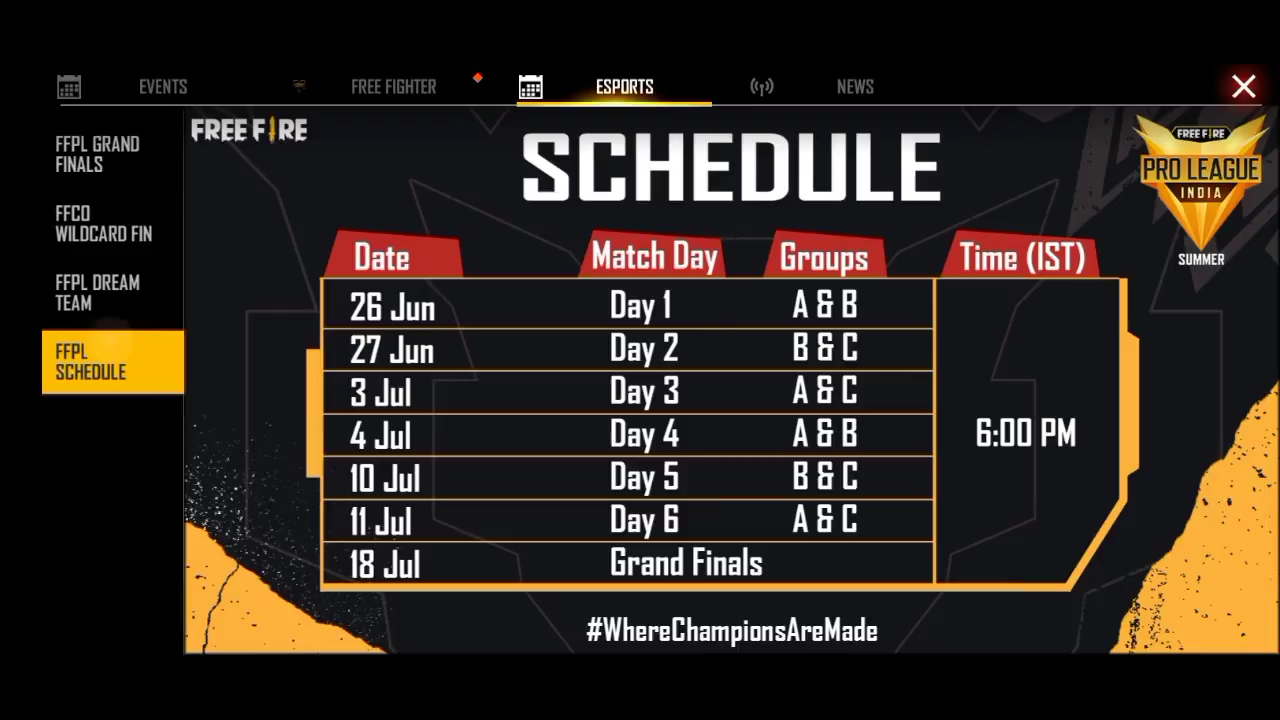 EVENTS FREE FIGHTER ESPORTS NEWS
FFPL GRAND
FINALS
FFCO
WILDCARD FIN
FFPL DREAM
TEAM
FFPL
SCHEDULE
FREE FIRE
SCHEDULE
FREE FIRE
PRO LEAGUE
INDIA
SUMMER
Date Match Day Groups Time (IST)
26 Jun Day 1 A & B
27 Jun Day 2 B & C
3 Jul Day 3 A & C
4 Jul Day 4 A & B
6:00 PM
10 Jul Day 5 B & C
11 Jul Day 6 A & C
18 Jul Grand Finals
#WhereChampionsAreMade